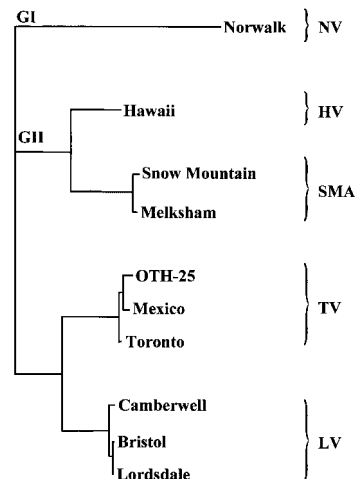 GI
Norwalk NV
Hawaii HV
GII
Snow Mountain
SMA
Melksham
OTH-25
Mexico TV
Toronto
Camberwell
Bristol LV
Lordsdale